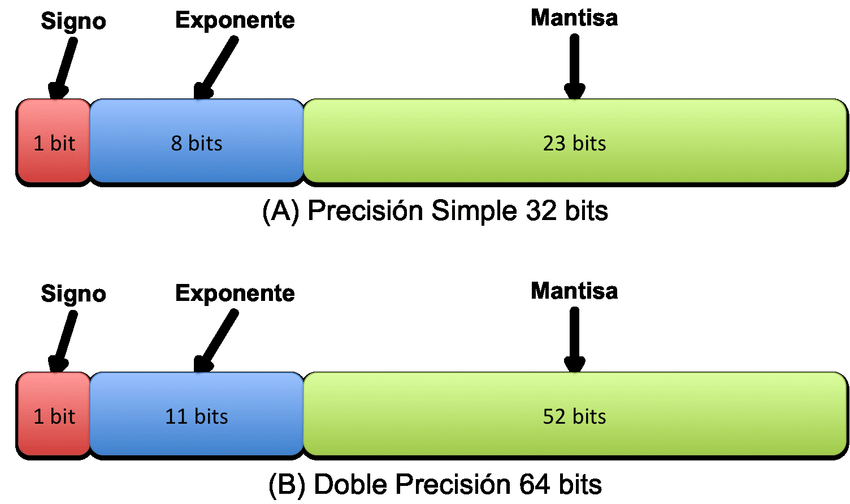 Signo Exponente Mantisa
1 bit 8 bits 23 bits
(A) Precisión Simple 32 bits
Signo Exponente Mantisa
1 bit 11 bits 52 bits
(B) Doble Precisión 64 bits